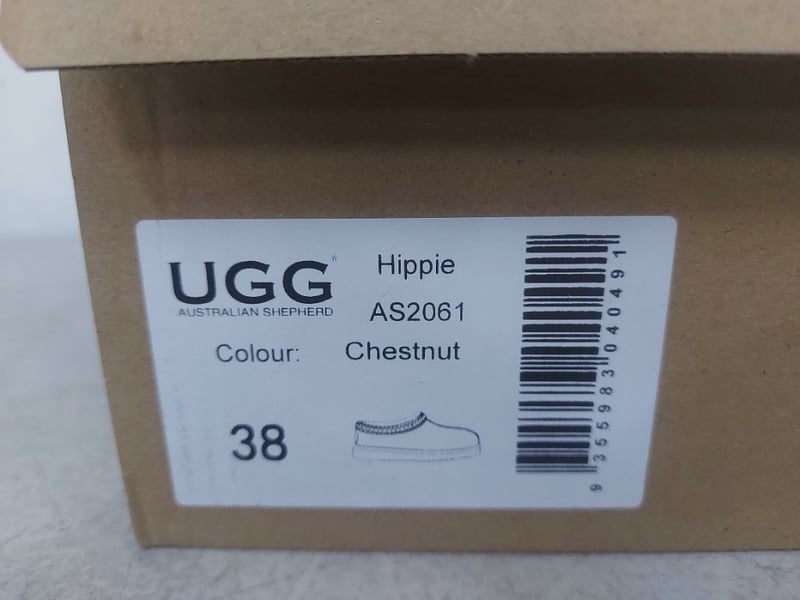 UGG
AUSTRALIAN SHEPHERD
Hippie
AS2061
Colour: Chestnut
38
9 355983 040491